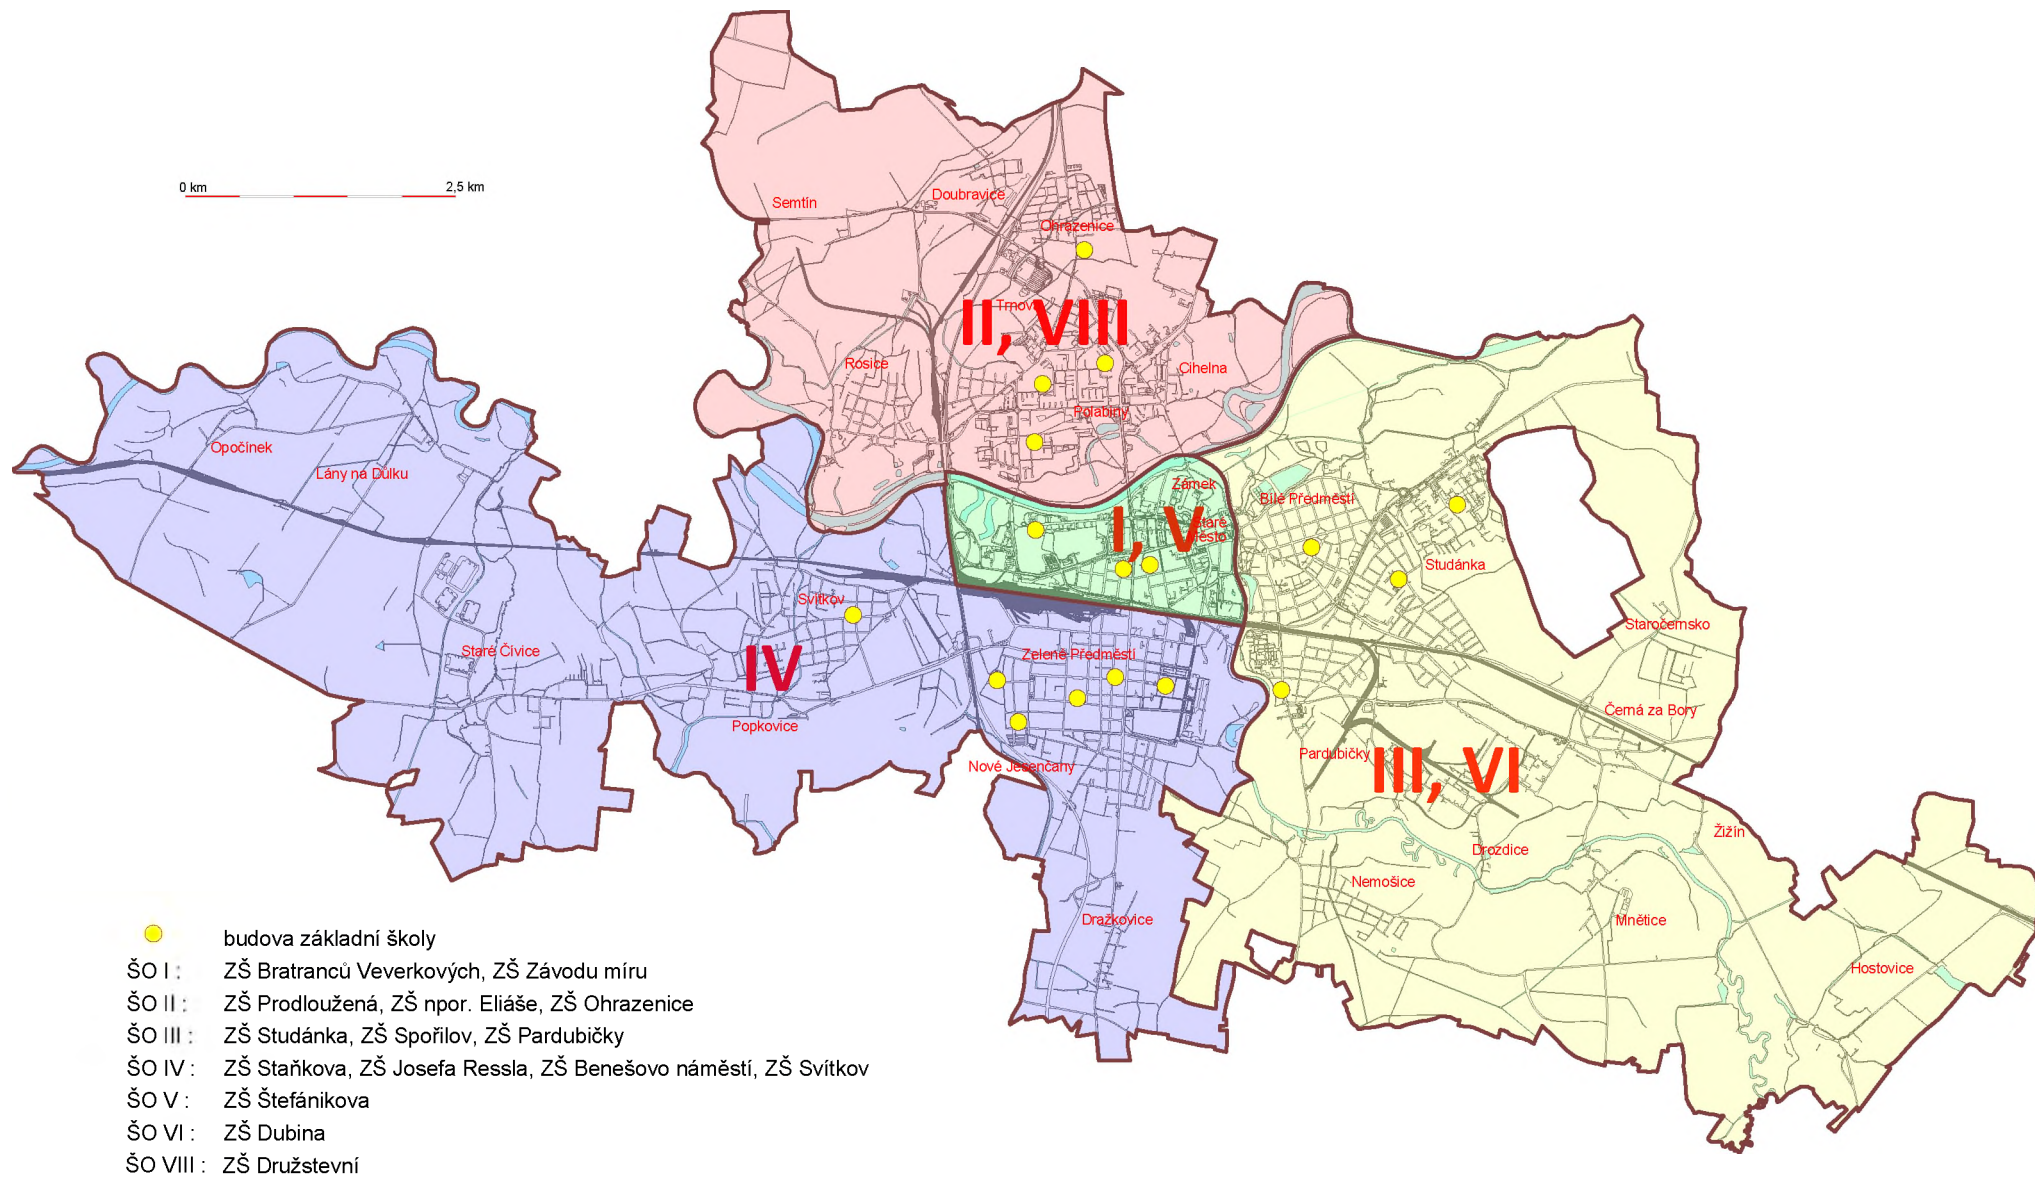 0 km
2,5 km
Semtín
Doubravice
Ohrazenice
Trnová
II, VIII
Rosice
Cihelna
Polabiny
Opočínek
Lány na Důlku
Zámek
Bílé Předměstí
I, V
Staré
Město
Studánka
Svítkov
Staročernsko
Staré Čívice
Zelené Předměstí
IV
Popkovice
Černá za Bory
Nové Jesenčany
Pardubičky
III, VI
Žižín
Drozdice
Nemošice
Dražkovice
Mnětice
Hostovice
budova základní školy
ŠO I : ZŠ Bratranců Veverkových, ZŠ Závodu míru
ŠO II : ZŠ Prodloužená, ZŠ npor. Eliáše, ZŠ Ohrazenice
ŠO III : ZŠ Studánka, ZŠ Spořilov, ZŠ Pardubičky
ŠO IV : ZŠ Staňkova, ZŠ Josefa Ressla, ZŠ Benešovo náměstí, ZŠ Svítkov
ŠO V : ZŠ Štefánikova
ŠO VI : ZŠ Dubina
ŠO VIII : ZŠ Družstevní